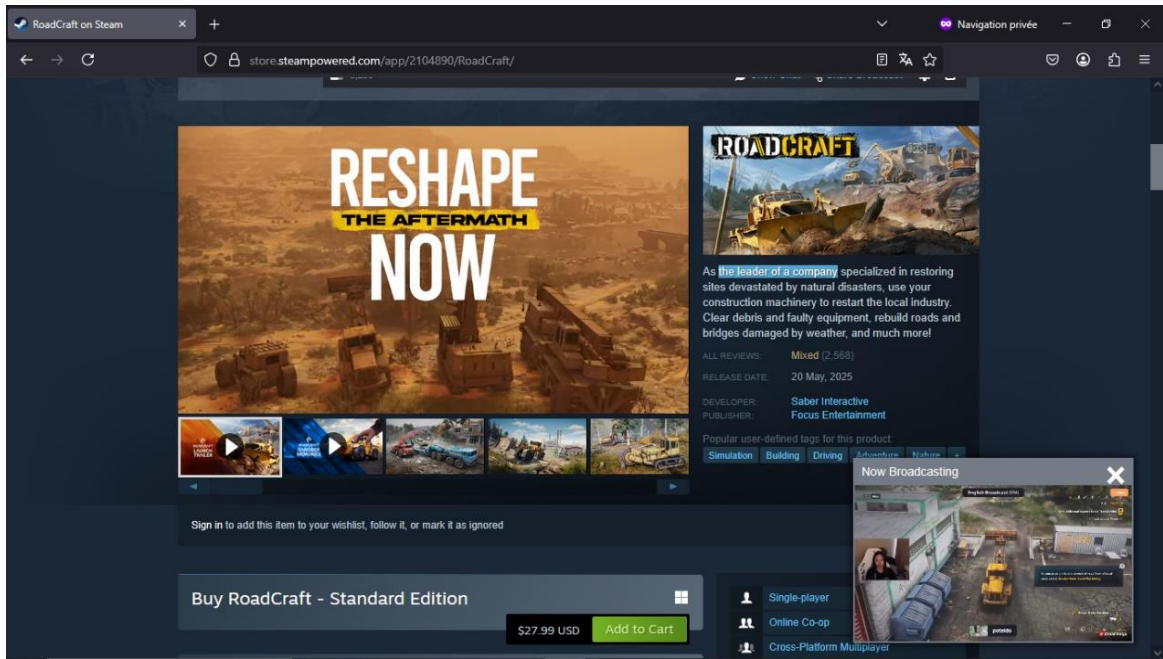 RoadCraft on Steam
Navigation privée
store.steampowered.com/app/2104890/RoadCraft/
RESHAPE
THE AFTERMATH
NOW
ROADCRAFT
As the leader of a company specialized in restoring
sites devastated by natural disasters, use your
construction machinery to restart the local industry.
Clear debris and faulty equipment, rebuild roads and
bridges damaged by weather, and much more!
ALL REVIEWS: Mixed (2,568)
RELEASE DATE: 20 May, 2025
DEVELOPER: Saber Interactive
PUBLISHER: Focus Entertainment
Popular user-defined tags for this product:
Simulation Building Driving Adventure Nature +
Now Broadcasting
English Broadcast
poteldo
Sign in to add this item to your wishlist, follow it, or mark it as ignored
Buy RoadCraft - Standard Edition
$27.99 USD Add to Cart
Single-player
Online Co-op
Cross-Platform Multiplayer